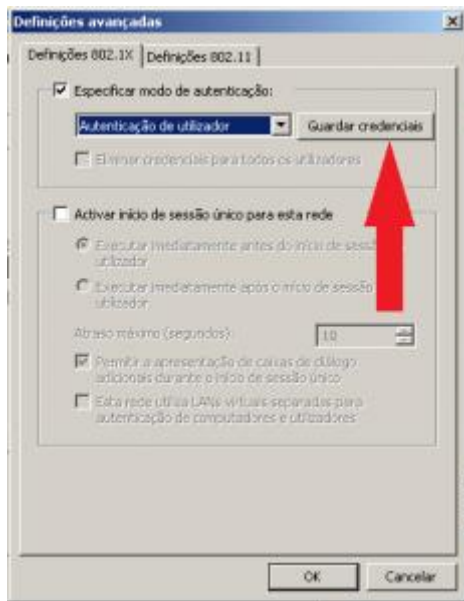 Definições avançadas
Definições 802.1X
Definições 802.11
Especificar modo de autenticação:
Autenticação de utilizador
Guardar credenciais
Eliminar credenciais para todos os utilizadores
Activar início de sessão único para esta rede
Executar imediatamente antes do início de sessão
utilizador
Executar imediatamente após o início de sessão
utilizador
Atraso máximo (segundos):
10
Permitir a apresentação de caixas de diálogo
adicionais durante o início de sessão único
Esta rede utiliza LANs virtuais separadas para
autenticação de computadores e utilizadores
OK
Cancelar